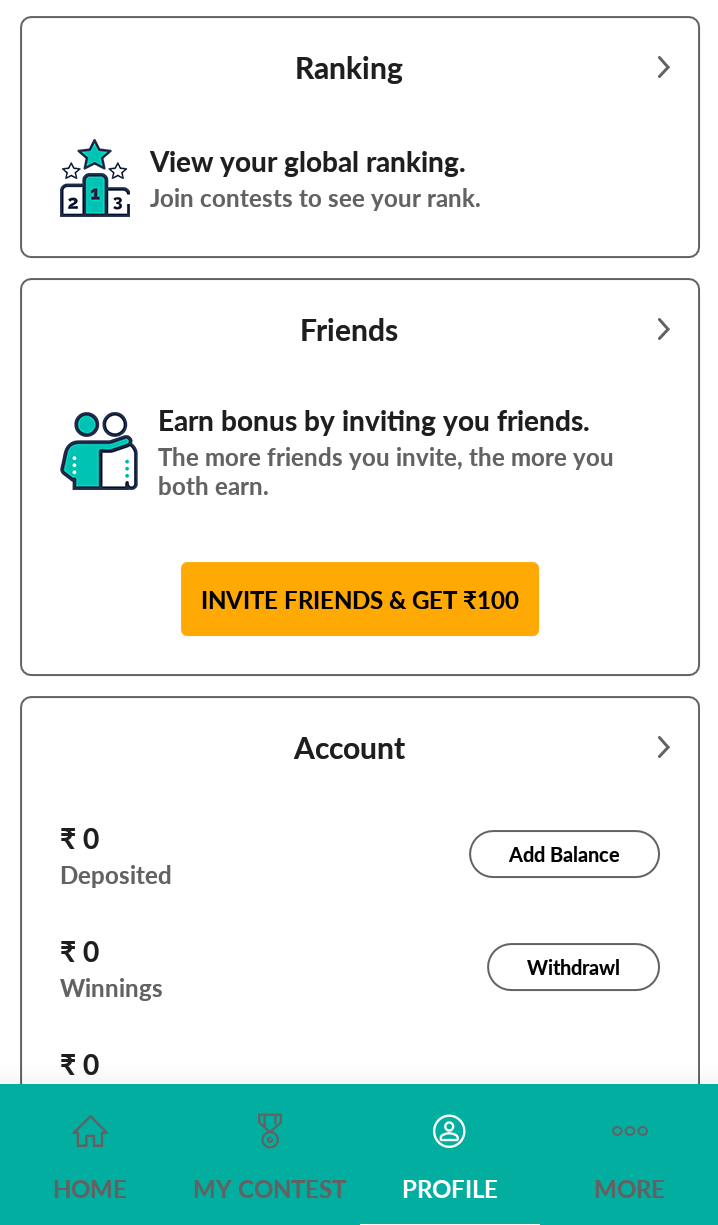 Ranking
2 1 3
View your global ranking.
Join contests to see your rank.
Friends
Earn bonus by inviting you friends.
The more friends you invite, the more you
both earn.
INVITE FRIENDS & GET ₹100
Account
₹ 0
Deposited
Add Balance
₹ 0
Winnings
Withdrawl
₹ 0
HOME MY CONTEST PROFILE MORE